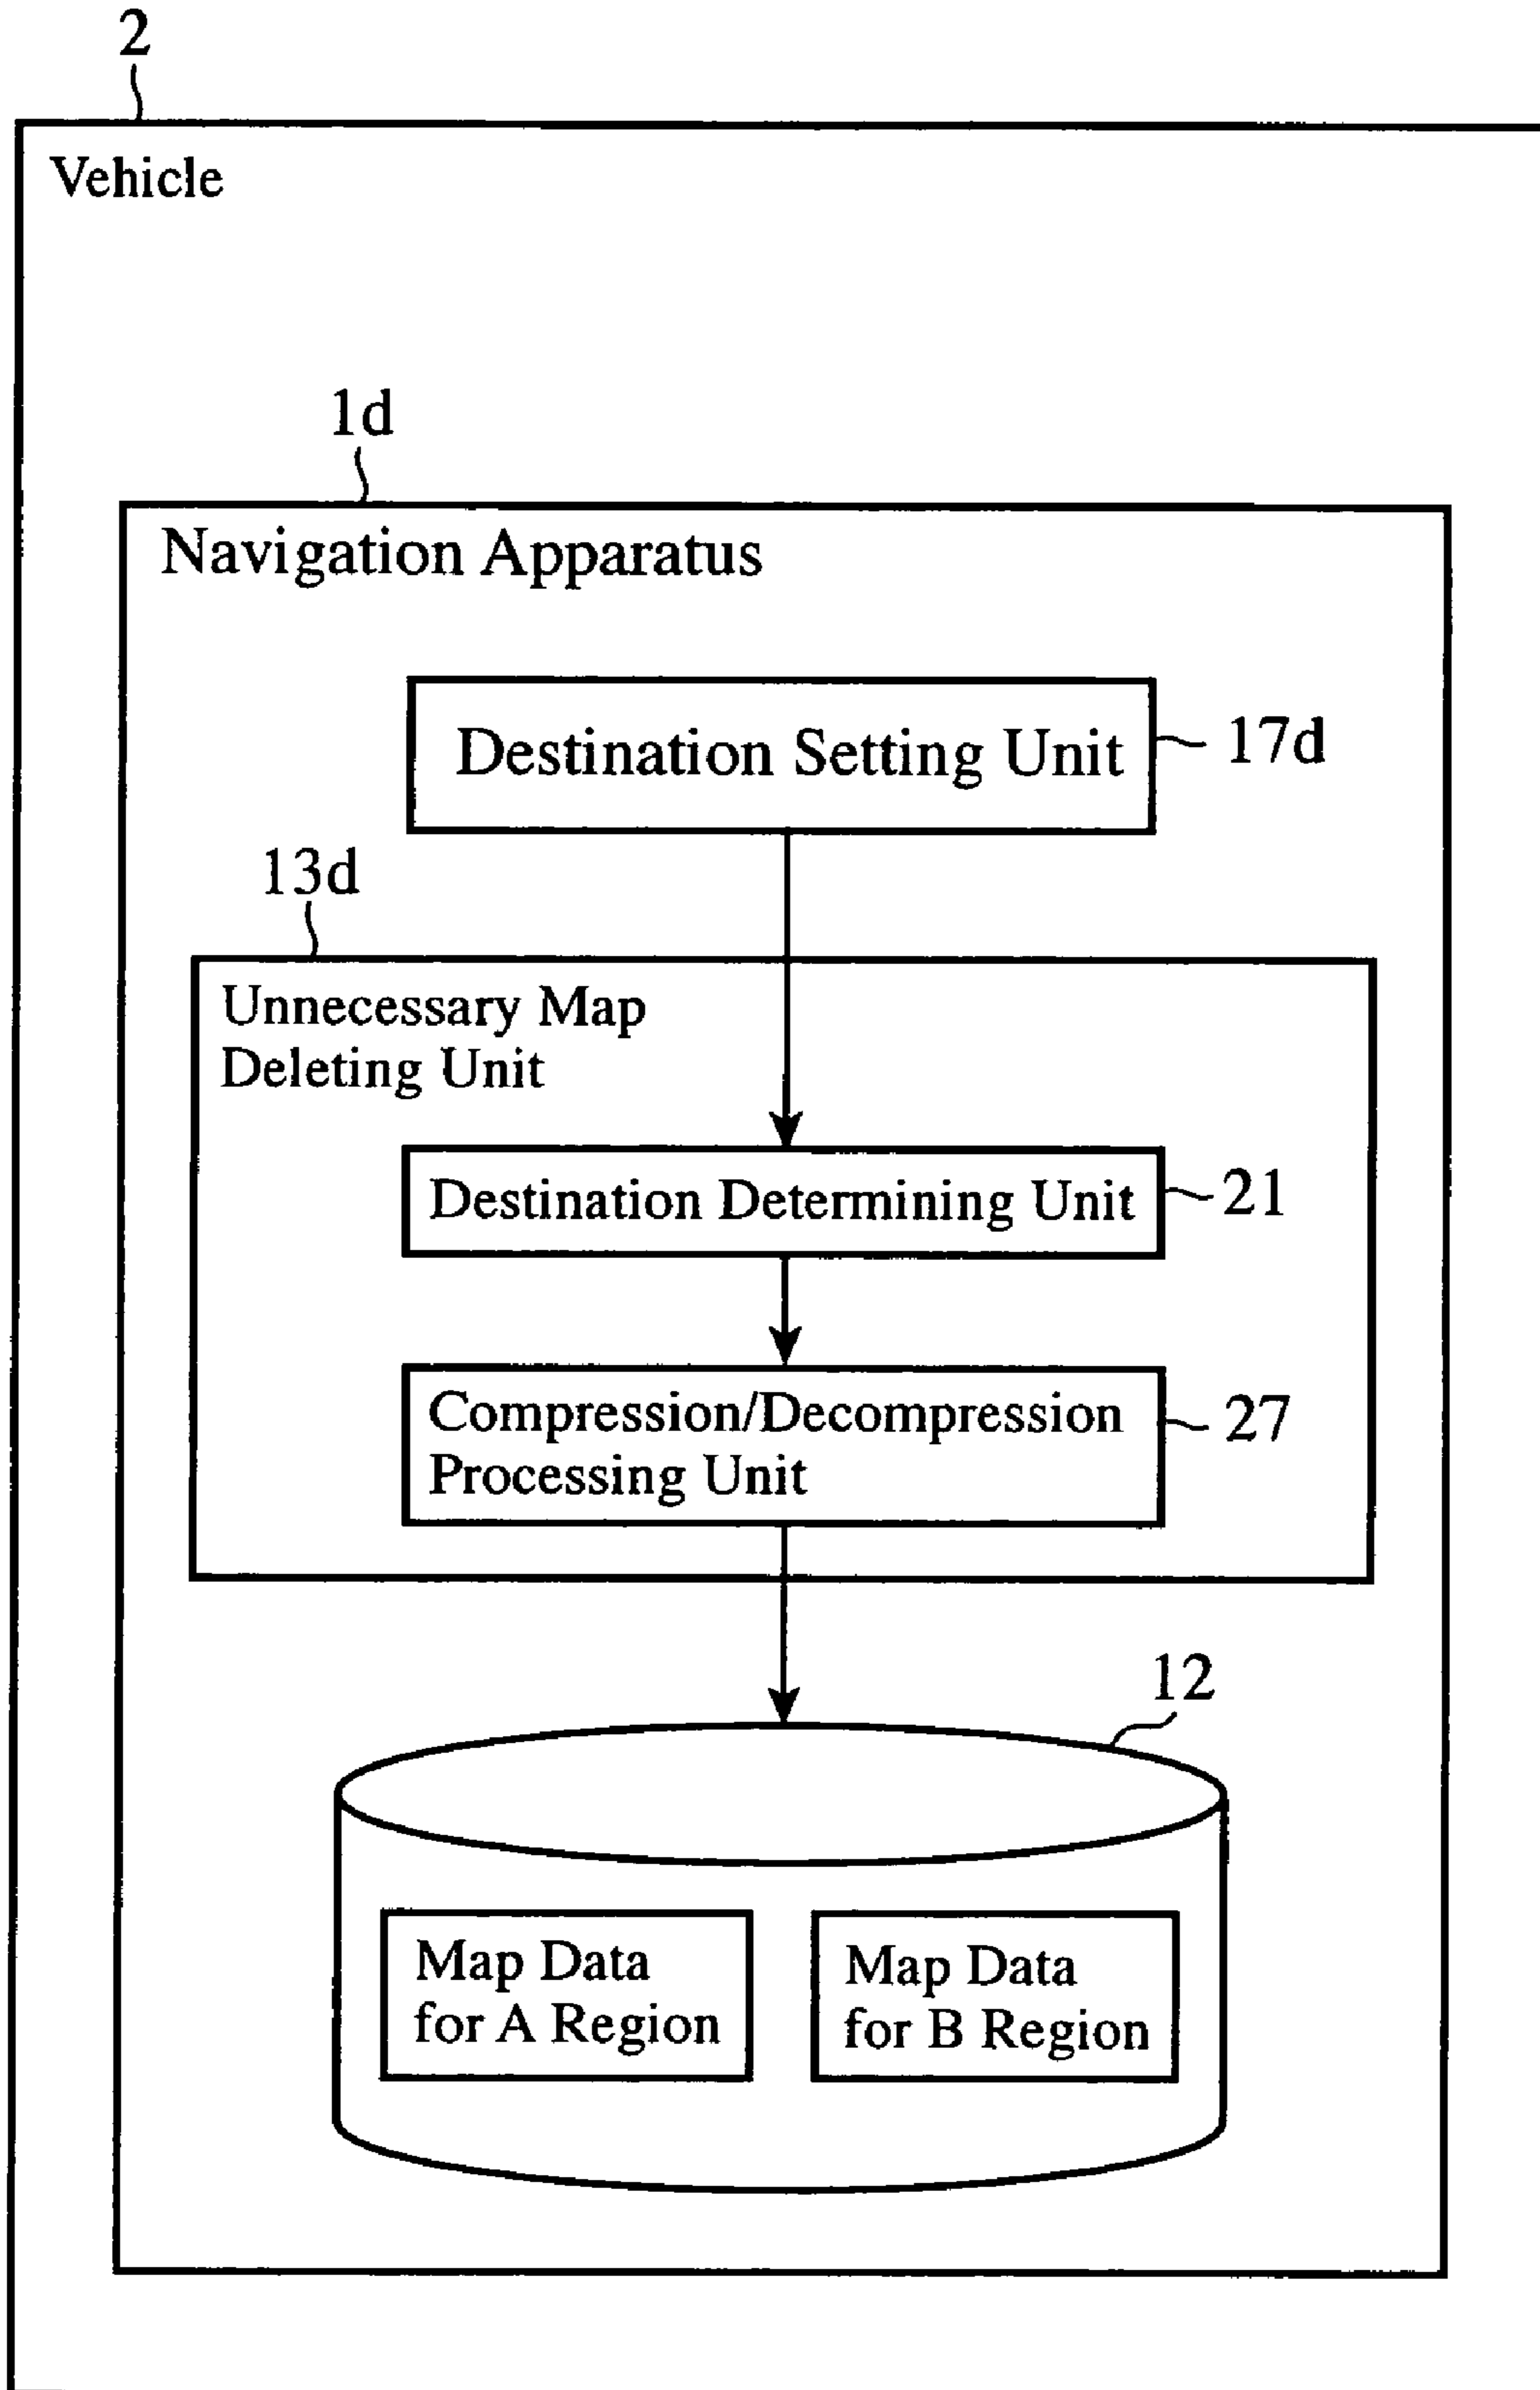 2
Vehicle
1d
Navigation Apparatus
Destination Setting Unit
17d
13d
Unnecessary Map
Deleting Unit
Destination Determining Unit
21
Compression/Decompression
Processing Unit
27
12
Map Data
for A Region
Map Data
for B Region